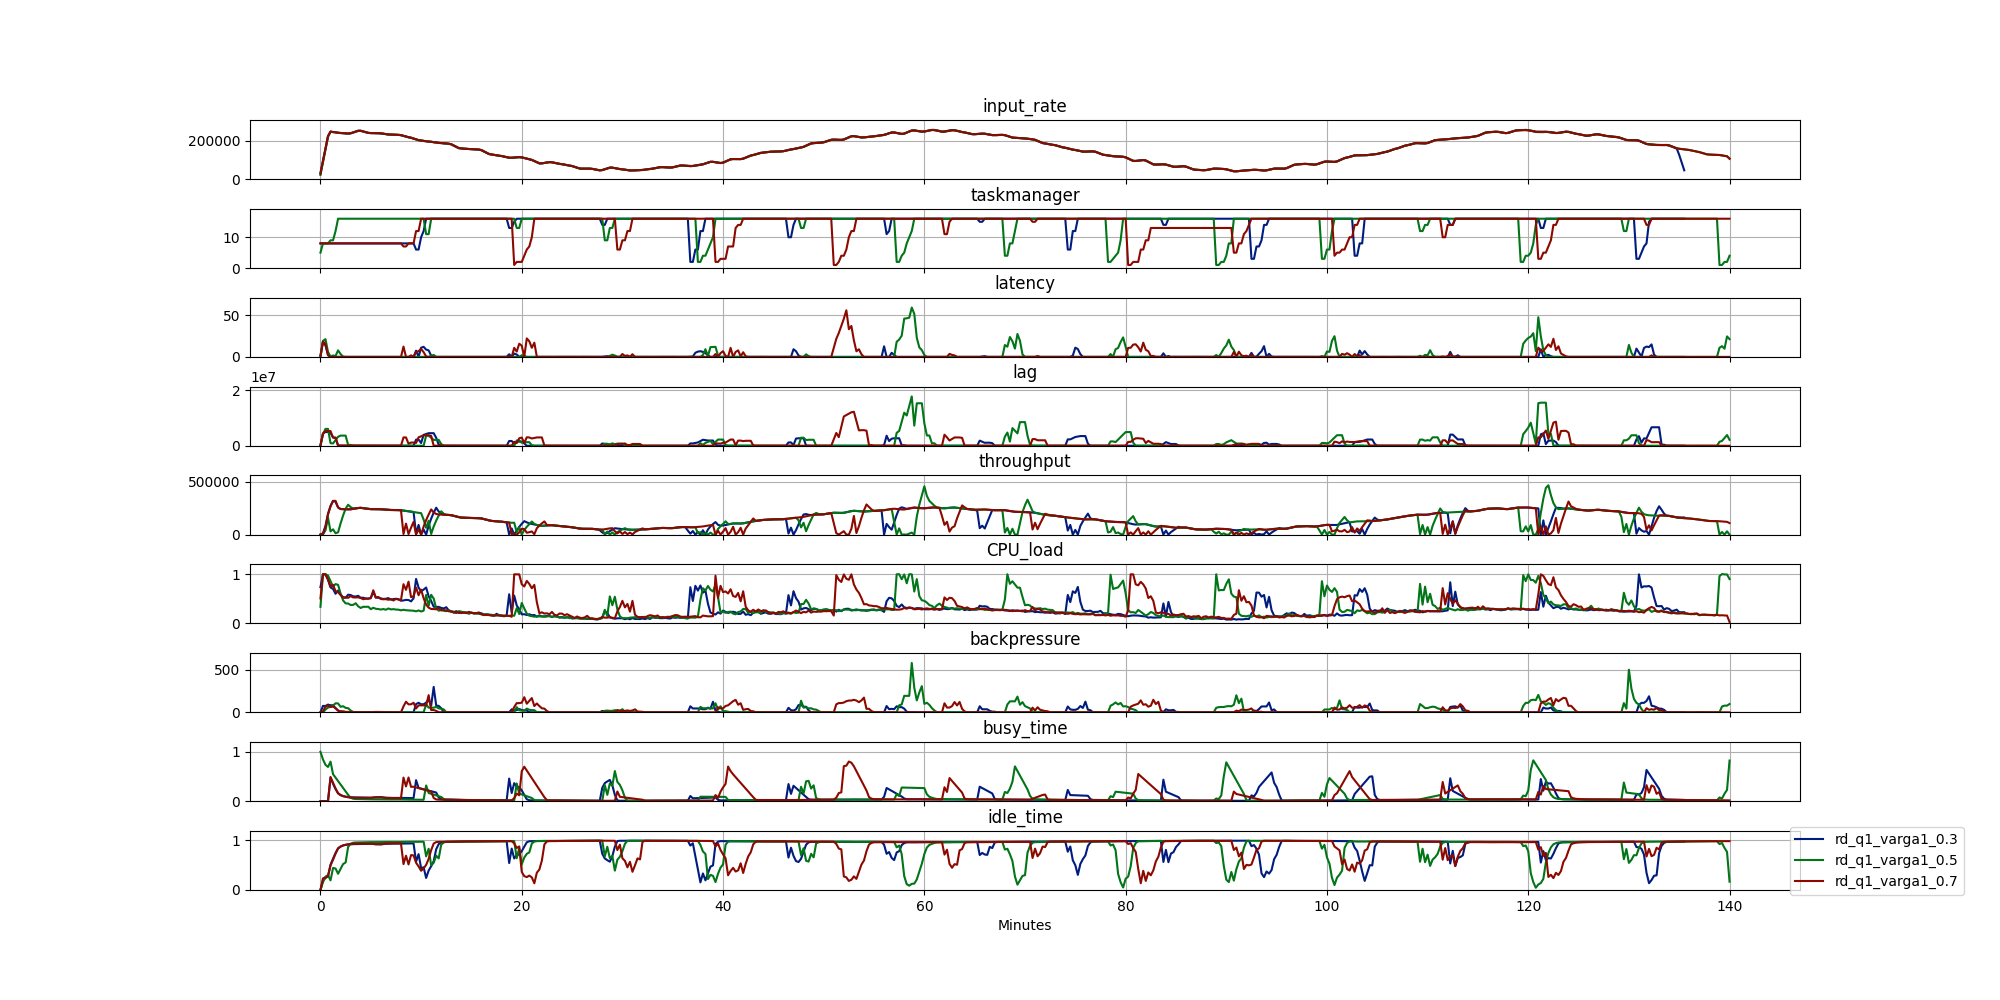 input_rate
200000
0
taskmanager
10
0
latency
50
0
1e7
lag
2
0
throughput
500000
0
CPU_load
1
0
backpressure
500
0
busy_time
1
0
idle_time
1
0
rd_q1_varga1_0.3
rd_q1_varga1_0.5
rd_q1_varga1_0.7
0 20 40 60 80 100 120 140
Minutes